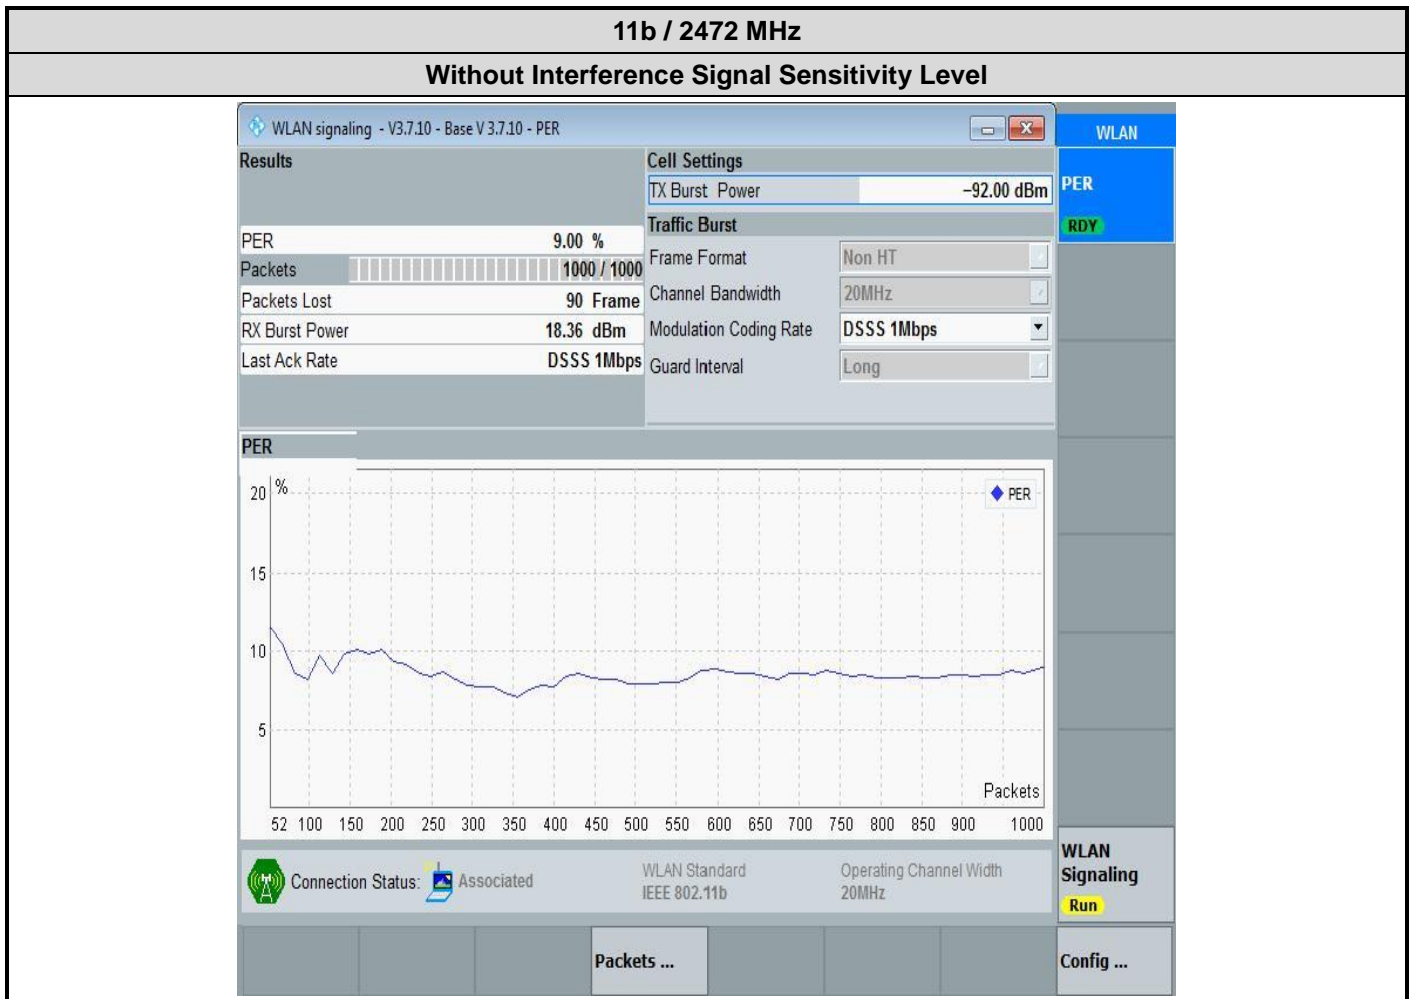 11b / 2472 MHz
Without Interference Signal Sensitivity Level
WLAN signaling - V3.7.10 - Base V 3.7.10 - PER
WLAN
Results
Cell Settings
TX Burst Power -92.00 dBm
PER
RDY
Traffic Burst
PER 9.00 %
Frame Format Non HT
Packets 1000 / 1000
Channel Bandwidth 20MHz
Packets Lost 90 Frame
RX Burst Power 18.36 dBm
Modulation Coding Rate DSSS 1Mbps
Last Ack Rate DSSS 1Mbps
Guard Interval Long
PER
%
20
PER
15
10
5
Packets
52 100 150 200 250 300 350 400 450 500 550 600 650 700 750 800 850 900 1000
Connection Status: Associated
WLAN Standard
IEEE 802.11b
Operating Channel Width
20MHz
WLAN
Signaling
Run
Packets ...
Config ...